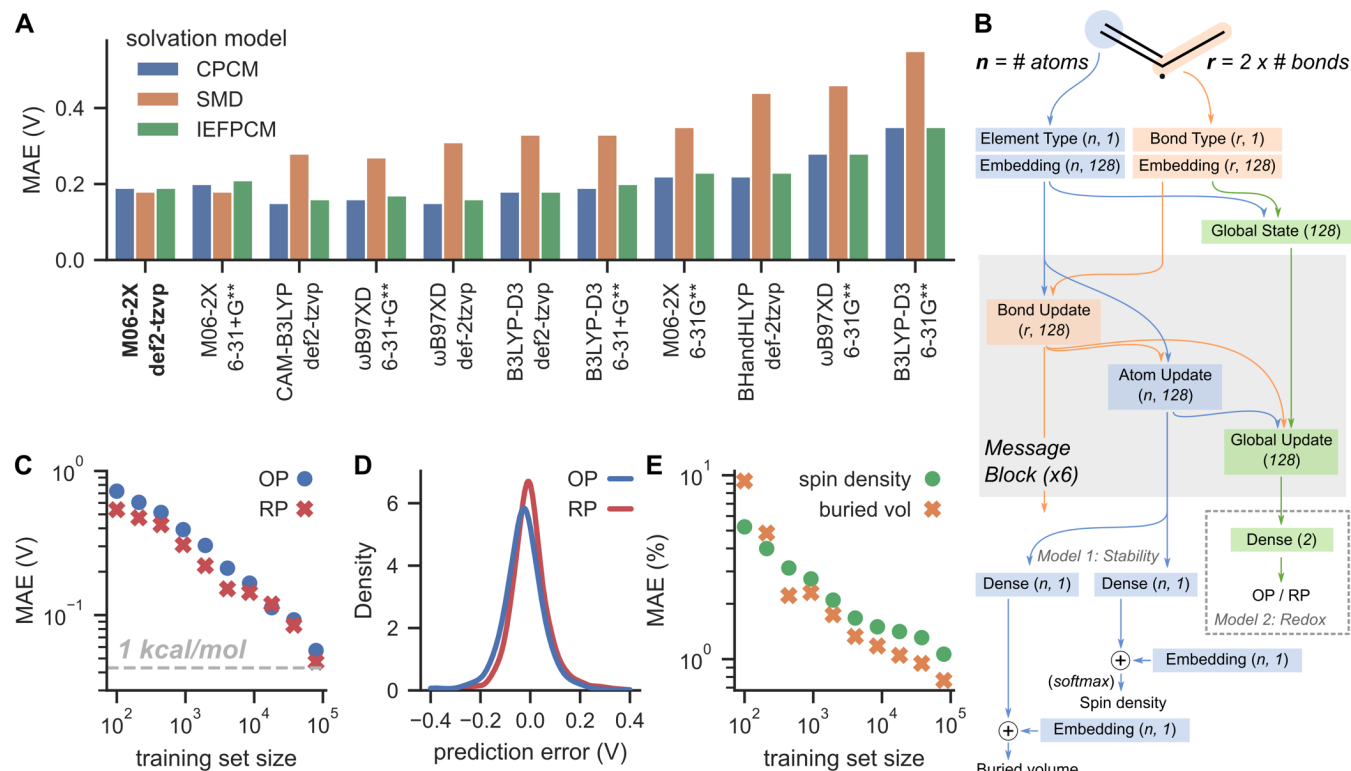 A
solvation model
CPCM
SMD
IEFPCM
MAE (V)
0.4
0.2
0.0
M06-2X
def2-tzvp
M06-2X
6-31+G**
CAM-B3LYP
def2-tzvp
ωB97XD
6-31+G**
ωB97XD
def-2tzvp
B3LYP-D3
def2-tzvp
B3LYP-D3
6-31+G**
M06-2X
6-31G**
BHandHLYP
def-2tzvp
ωB97XD
6-31G**
B3LYP-D3
6-31G**
B
n = # atoms
r = 2 x # bonds
Element Type (n, 1)
Bond Type (r, 1)
Embedding (n, 128)
Embedding (r, 128)
Global State (128)
Bond Update
(r, 128)
Atom Update
(n, 128)
Global Update
(128)
Message
Block (x6)
Dense (2)
Model 1: Stability
Dense (n, 1)
Dense (n, 1)
OP / RP
Model 2: Redox
+
Embedding (n, 1)
(softmax)
Spin density
+
Embedding (n, 1)
Buried volume
C
OP
RP
MAE (V)
10⁰
10⁻¹
1 kcal/mol
10² 10³ 10⁴ 10⁵
training set size
D
OP
RP
Density
6
4
2
0
−0.4 −0.2 0.0 0.2 0.4
prediction error (V)
E
spin density
buried vol
MAE (%)
10¹
10⁰
10² 10³ 10⁴ 10⁵
training set size